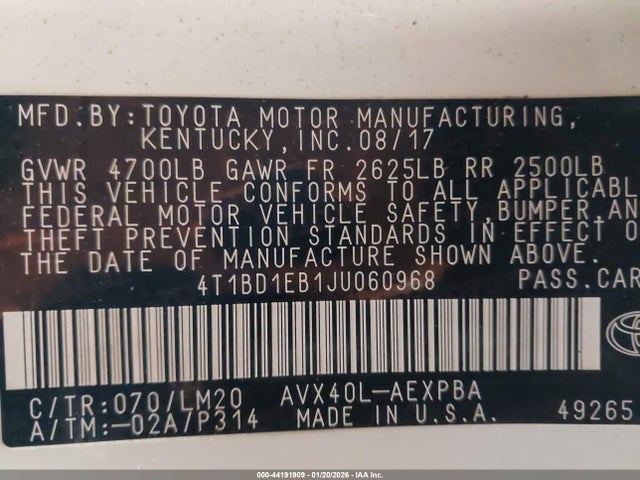 MFD.BY:TOYOTA MOTOR MANUFACTURING,
KENTUCKY,INC.08/17
GVWR 4700LB GAWR FR 2625LB RR 2500LB
THIS VEHICLE CONFORMS TO ALL APPLICABLE
FEDERAL MOTOR VEHICLE SAFETY,BUMPER,AN
THEFT PREVENTION STANDARDS IN EFFECT O
THE DATE OF MANUFACTURE SHOWN ABOVE.
4T1BD1EB1JU060968 PASS.CAR
C/TR:070/LM20 AVX40L-AEXPBA
A/TM:-02A/P314 MADE IN U.S.A. 49265
000-44191909 | 01/20/2026 - IAA Inc.